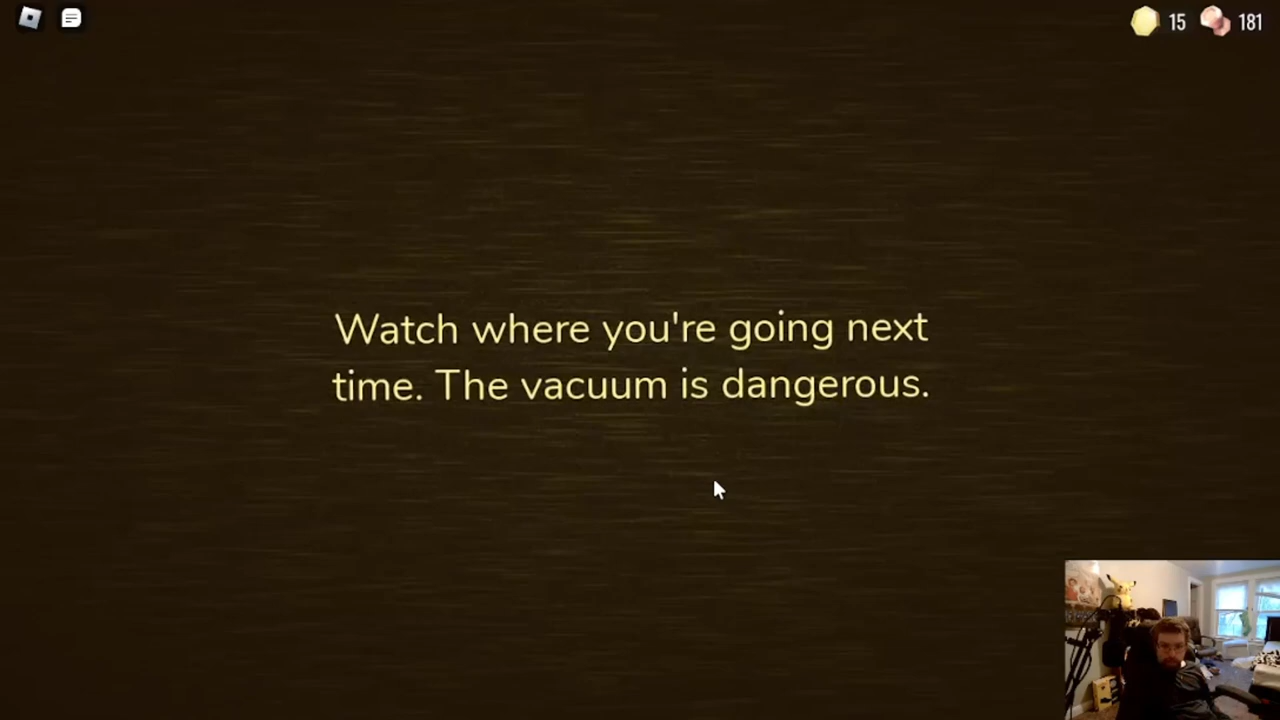 15 181
Watch where you're going next
time. The vacuum is dangerous.